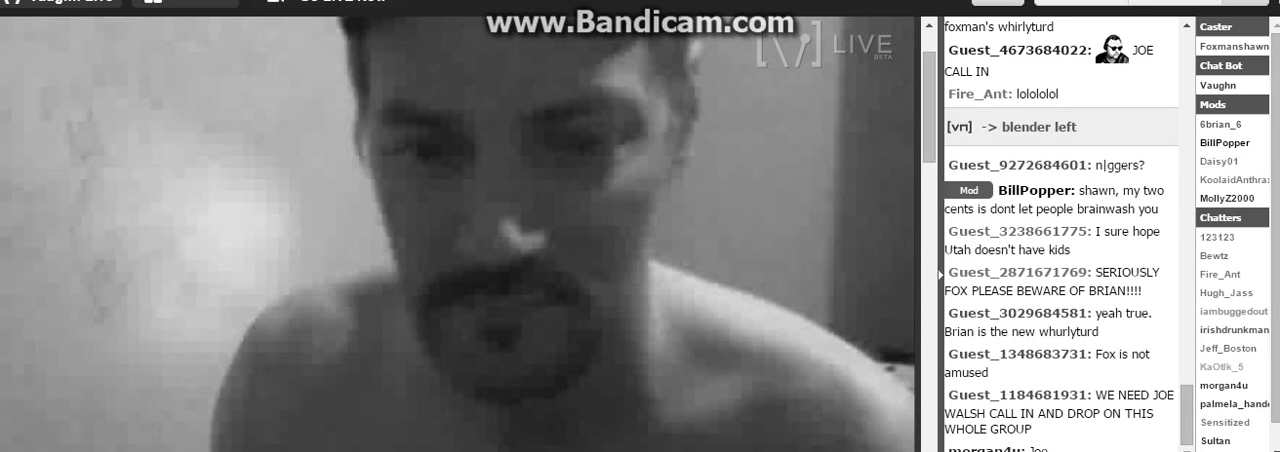 www.Bandicam.com
[V] LIVE
BETA
foxman's whirlyturd
Guest_4673684022: JOE
CALL IN
Fire_Ant: lolololol
[vn] -> blender left
Guest_9272684601: n|ggers?
Mod BillPopper: shawn, my two
cents is dont let people brainwash you
Guest_3238661775: I sure hope
Utah doesn't have kids
Guest_2871671769: SERIOUSLY
FOX PLEASE BEWARE OF BRIAN!!!!
Guest_3029684581: yeah true.
Brian is the new whurlyturd
Guest_1348683731: Fox is not
amused
Guest_1184681931: WE NEED JOE
WALSH CALL IN AND DROP ON THIS
WHOLE GROUP
morgan4u: Joe
Caster
Foxmanshawn
Chat Bot
Vaughn
Mods
6brian_6
BillPopper
Daisy01
KoolaidAnthra
MollyZ2000
Chatters
123123
Bewtz
Fire_Ant
Hugh_Jass
iambuggedout
irishdrunkman
Jeff_Boston
KaOtIk_5
morgan4u
palmela_hande
Sensitized
Sultan